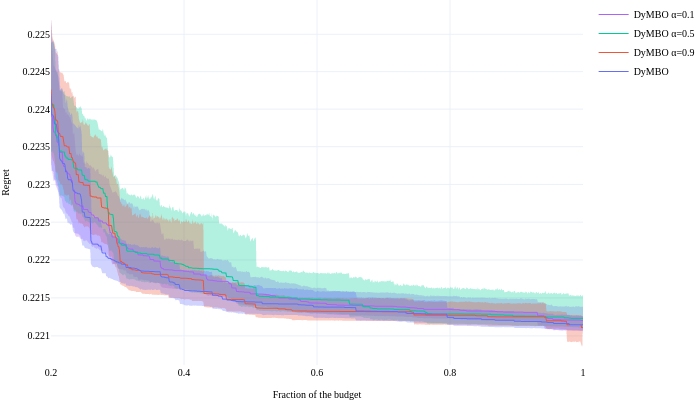 DyMBO α=0.1
DyMBO α=0.5
DyMBO α=0.9
DyMBO
0.225
0.2245
0.224
0.2235
0.223
0.2225
0.222
0.2215
0.221
Regret
0.2 0.4 0.6 0.8 1
Fraction of the budget